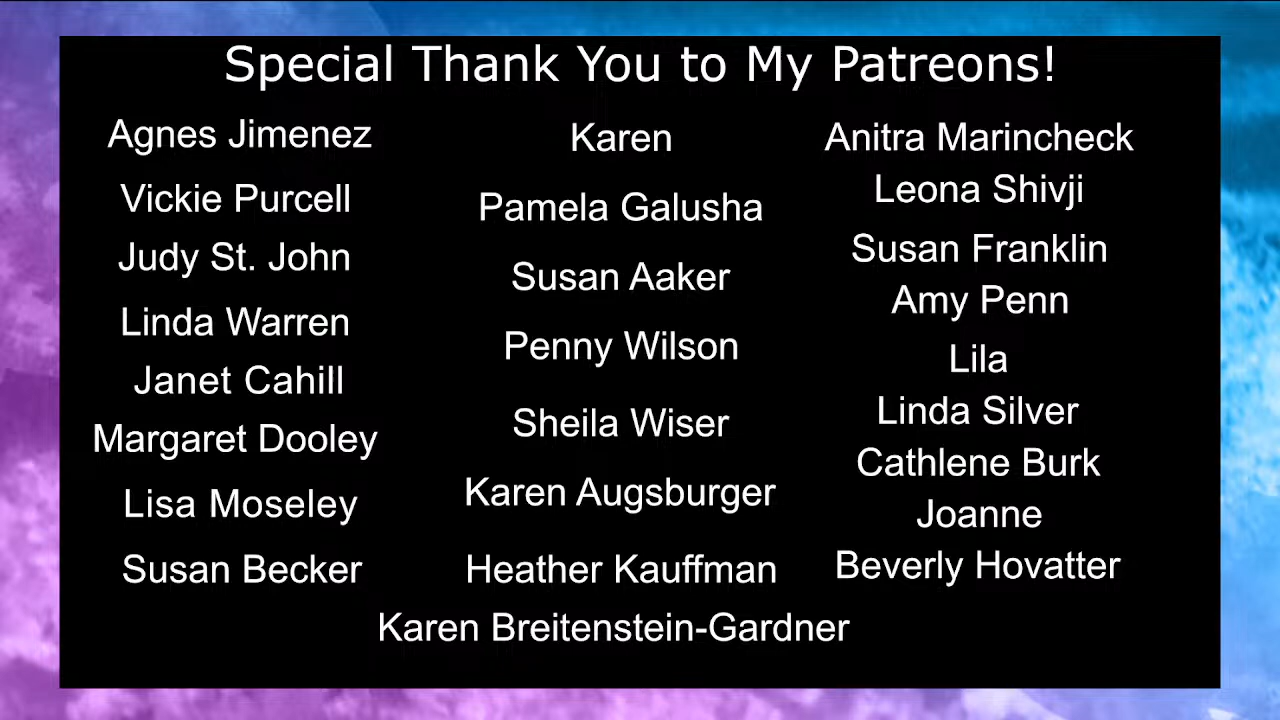 Special Thank You to My Patreons!
Agnes Jimenez
Vickie Purcell
Judy St. John
Linda Warren
Janet Cahill
Margaret Dooley
Lisa Moseley
Susan Becker
Karen
Pamela Galusha
Susan Aaker
Penny Wilson
Sheila Wiser
Karen Augsburger
Heather Kauffman
Anitra Marincheck
Leona Shivji
Susan Franklin
Amy Penn
Lila
Linda Silver
Cathlene Burk
Joanne
Beverly Hovatter
Karen Breitenstein-Gardner